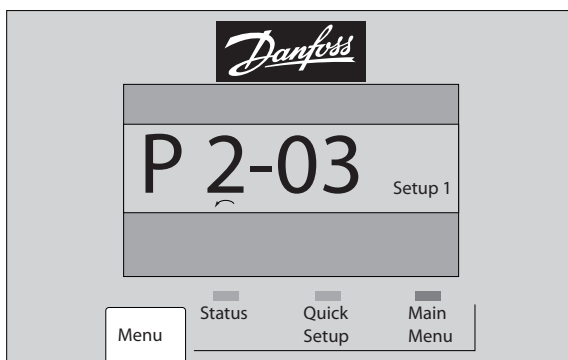 Danfoss
P 2-03
Setup 1
Menu
Status
Quick
Setup
Main
Menu